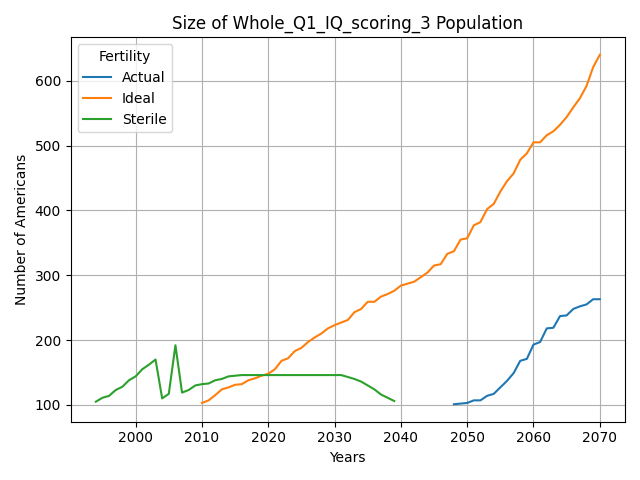 Size of Whole_Q1_IQ_scoring_3 Population
Fertility
Actual
Ideal
Sterile
Number of Americans
600
500
400
300
200
100
2000
2010
2020
2030
2040
2050
2060
2070
Years